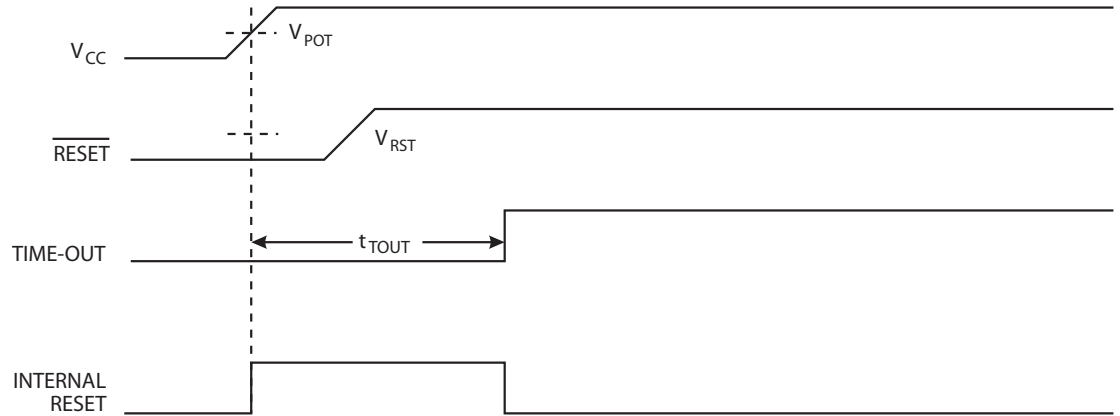 V_POT
V_CC
RESET
V_RST
t_TOUT
TIME-OUT
INTERNAL
RESET